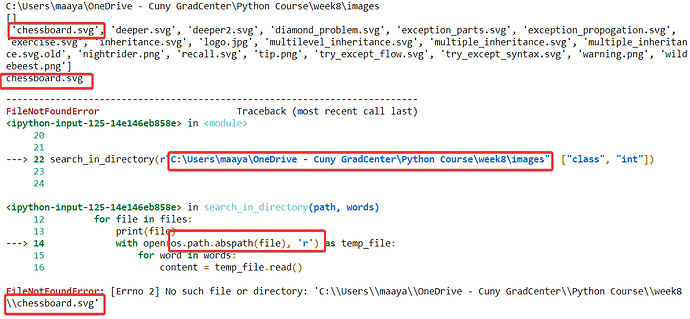 C:\Users\maaya\OneDrive - Cuny GradCenter\Python Course\week8\images
[]
['chessboard.svg', 'deeper.svg', 'deeper2.svg', 'diamond_problem.svg', 'exception_parts.svg', 'exception_propogation.svg',
'exercise.svg', 'inheritance.svg', 'logo.jpg', 'multilevel_inheritance.svg', 'multiple_inheritance.svg', 'multiple_inheritan
ce.svg.old', 'nightrider.png', 'recall.svg', 'tip.png', 'try_except_flow.svg', 'try_except_syntax.svg', 'warning.png', 'wild
ebeest.png']
chessboard.svg
---------------------------------------------------------------------------
FileNotFoundError                         Traceback (most recent call last)
<ipython-input-125-14e146eb858e> in <module>
     20
     21
---> 22 search_in_directory(r"C:\Users\maaya\OneDrive - Cuny GradCenter\Python Course\week8\images" ["class", "int"])
     23
     24
<ipython-input-125-14e146eb858e> in search_in_directory(path, words)
     12         for file in files:
     13             print(file)
---> 14             with open(os.path.abspath(file), 'r') as temp_file:
     15                 for word in words:
     16                     content = temp_file.read()
FileNotFoundError: [Errno 2] No such file or directory: 'C:\\Users\\maaya\\OneDrive - Cuny GradCenter\\Python Course\\week8
\\chessboard.svg'